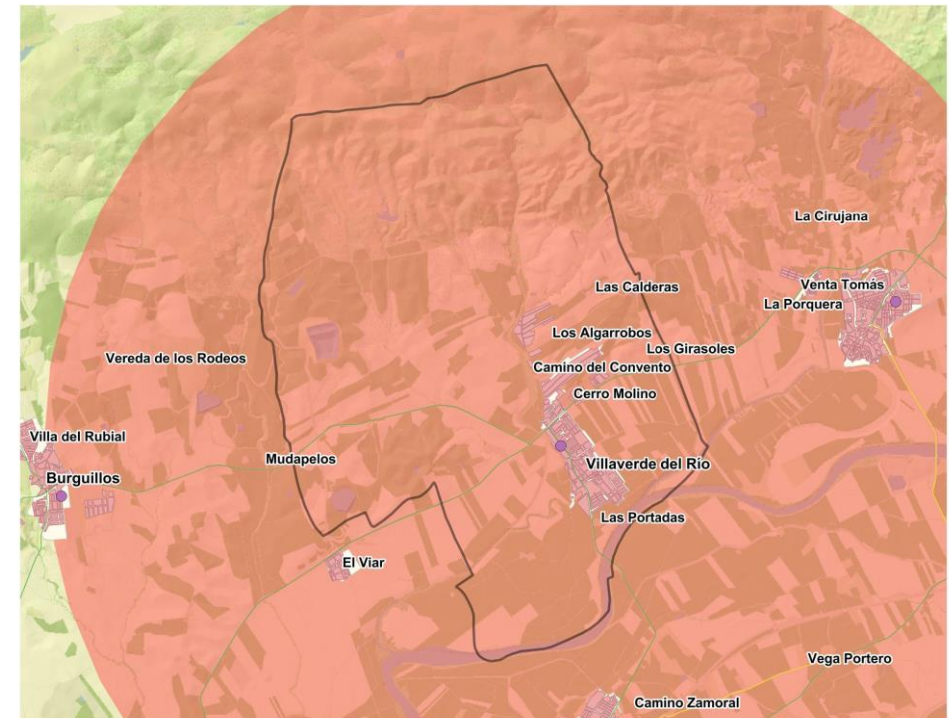 La Cirujana
Las Calderas
Venta Tomás
La Porquera
Los Algarrobos
Los Girasoles
Vereda de los Rodeos
Camino del Convento
Cerro Molino
Villa del Rubial
Mudapelos
Villaverde del Río
Burguillos
Las Portadas
El Viar
Vega Portero
Camino Zamoral